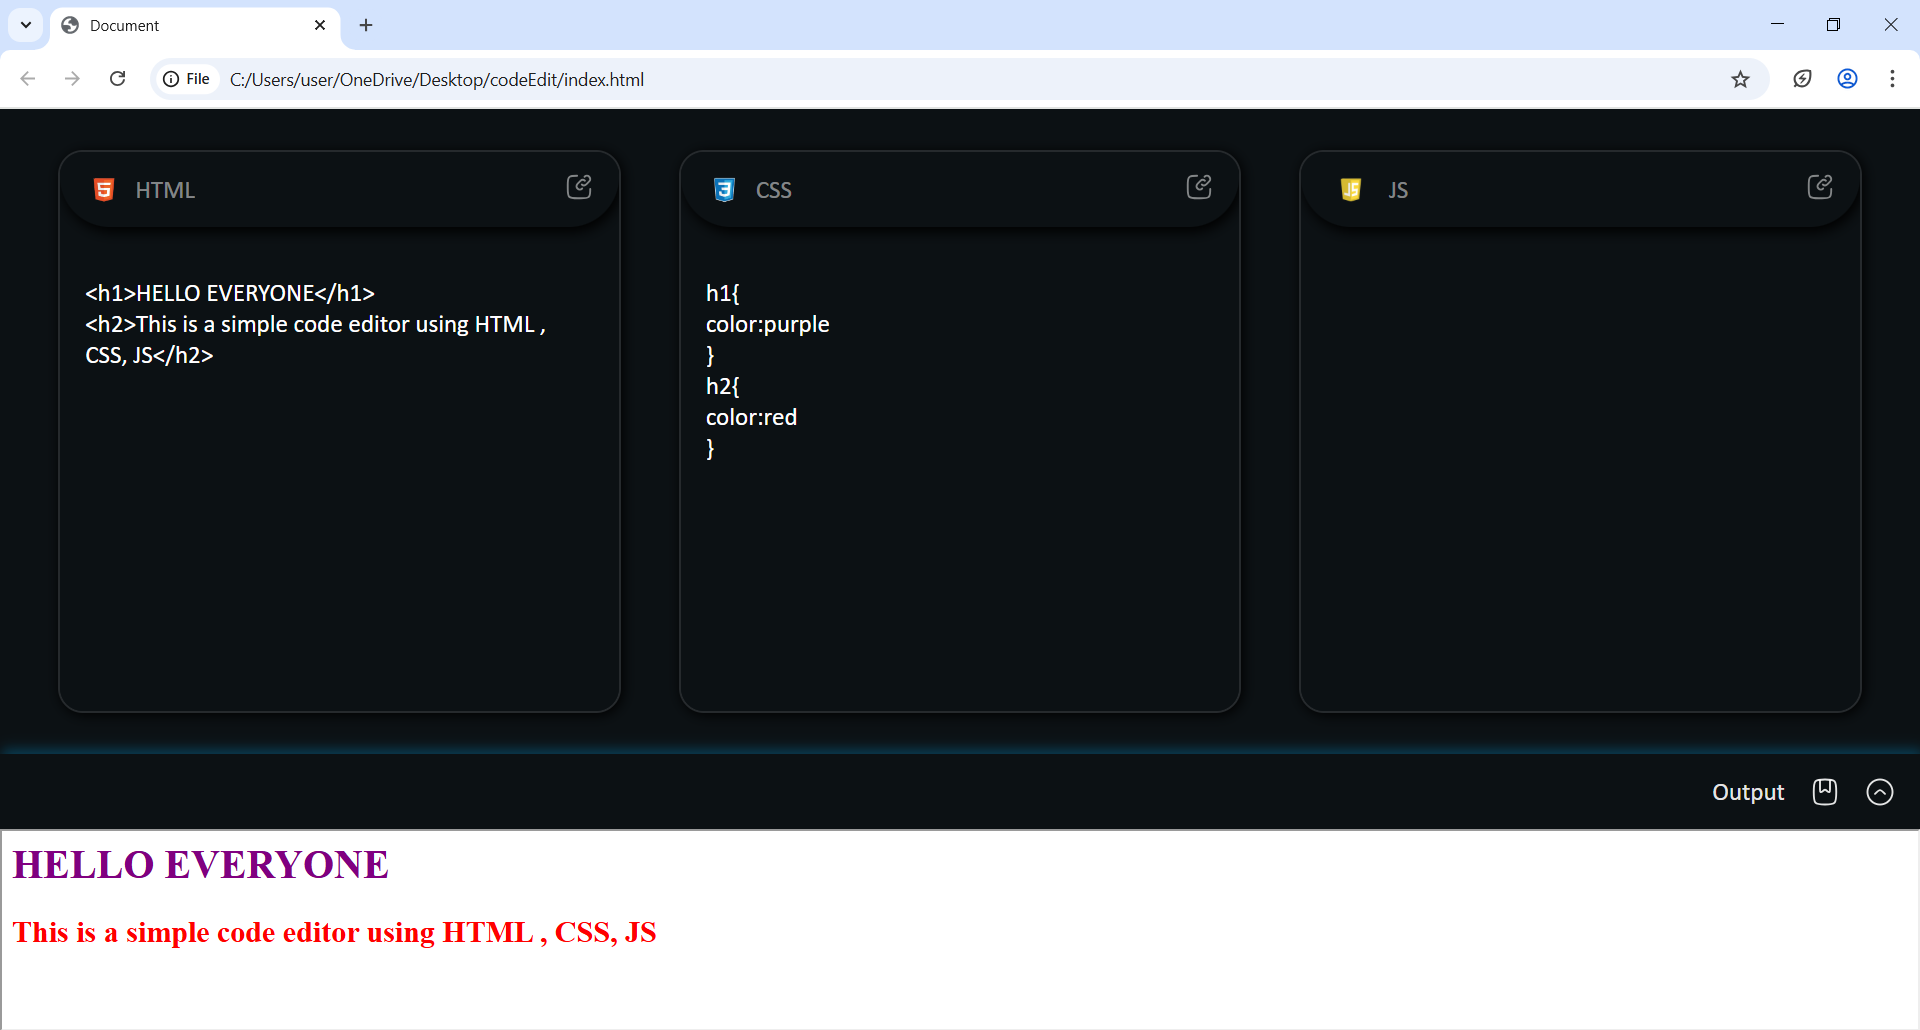 Document
File
C:/Users/user/OneDrive/Desktop/codeEdit/index.html
HTML
<h1>HELLO EVERYONE</h1>
<h2>This is a simple code editor using HTML ,
CSS, JS</h2>
CSS
h1{
color:purple
}
h2{
color:red
}
JS
Output
HELLO EVERYONE
This is a simple code editor using HTML , CSS, JS